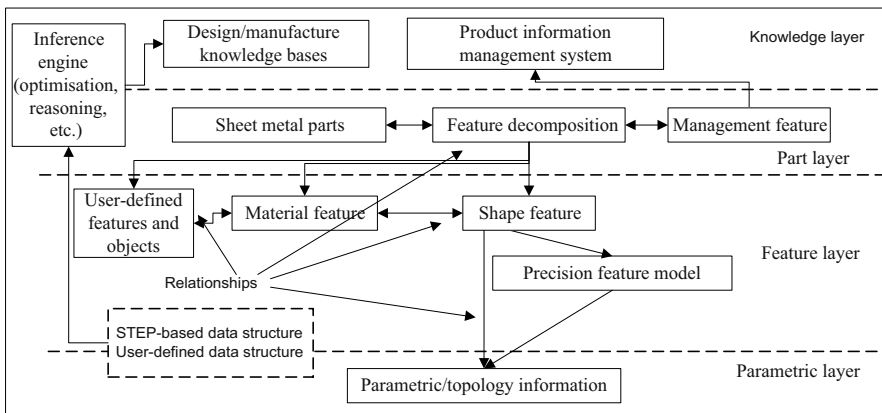 Inference
engine
(optimisation,
reasoning,
etc.)
Design/manufacture
knowledge bases
Product information
management system
Knowledge layer
Sheet metal parts
Feature decomposition
Management feature
Part layer
User-defined
features and
objects
Material feature
Shape feature
Relationships
Precision feature model
Feature layer
STEP-based data structure
User-defined data structure
Parametric/topology information
Parametric layer